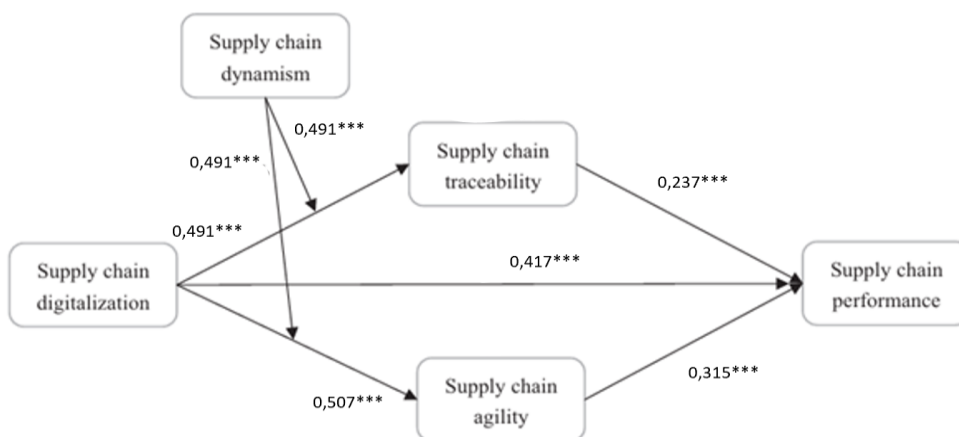 Supply chain
dynamism
0,491***
0,491***
Supply chain
traceability
0,237***
0,491***
Supply chain
digitalization
0,417***
Supply chain
performance
0,507***
Supply chain
agility
0,315***